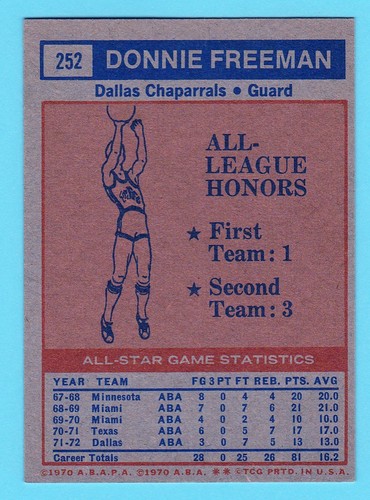 252 DONNIE FREEMAN
Dallas Chaparrals • Guard
ALL-
LEAGUE
HONORS
★ First
Team: 1
★ Second
Team: 3
ALL-STAR GAME STATISTICS
YEAR TEAM FG 3PT FT REB. PTS. AVG
67-68 Minnesota ABA 8 0 4 4 20 20.0
68-69 Miami ABA 7 0 7 6 21 21.0
69-70 Miami ABA 4 0 2 4 10 10.0
70-71 Texas ABA 6 0 5 7 17 17.0
71-72 Dallas ABA 3 0 7 5 13 13.0
Career Totals 28 0 25 26 81 16.2
©1970 A.B.A.P.A. ©1970 A.B.A. ** ©TCG PRTD. IN U.S.A.